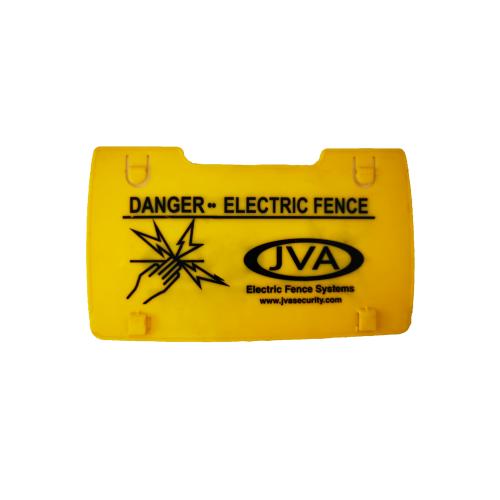 DANGER •• ELECTRIC FENCE
JVA
Electric Fence Systems
www.jvasecurity.com